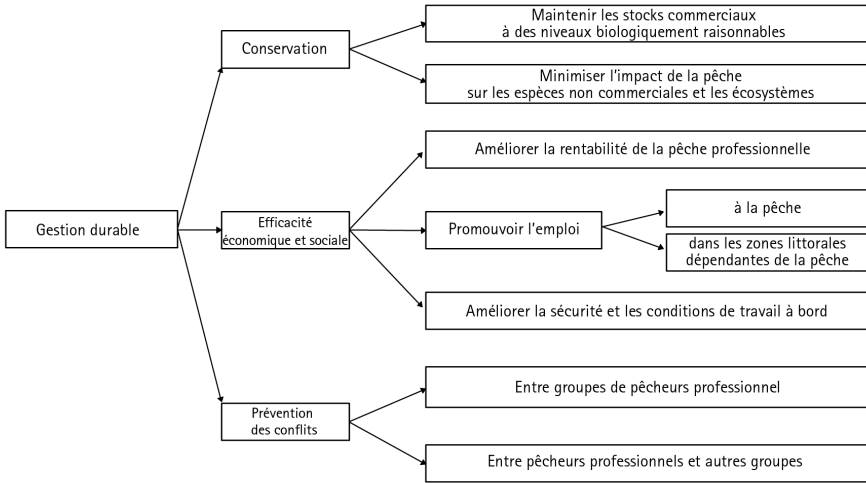 Gestion durable
Conservation
Maintenir les stocks commerciaux
à des niveaux biologiquement raisonnables
Minimiser l'impact de la pêche
sur les espèces non commerciales et les écosystèmes
Efficacité
économique et sociale
Améliorer la rentabilité de la pêche professionnelle
Promouvoir l'emploi
à la pêche
dans les zones littorales
dépendantes de la pêche
Améliorer la sécurité et les conditions de travail à bord
Prévention
des conflits
Entre groupes de pêcheurs professionnel
Entre pêcheurs professionnels et autres groupes